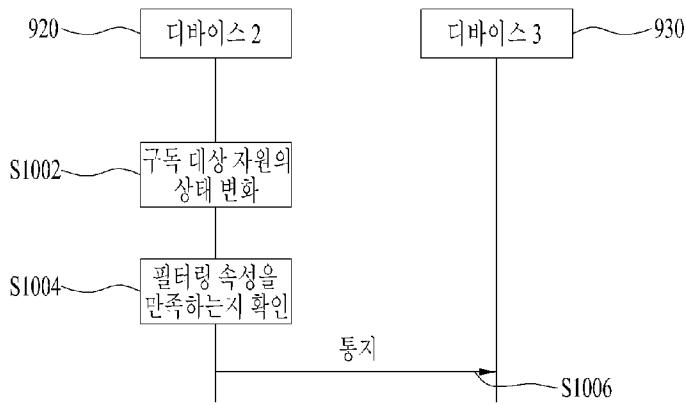 920
디바이스 2
디바이스 3
930
S1002
구독 대상 자원의
상태 변화
S1004
필터링 속성을
만족하는지 확인
통지
S1006